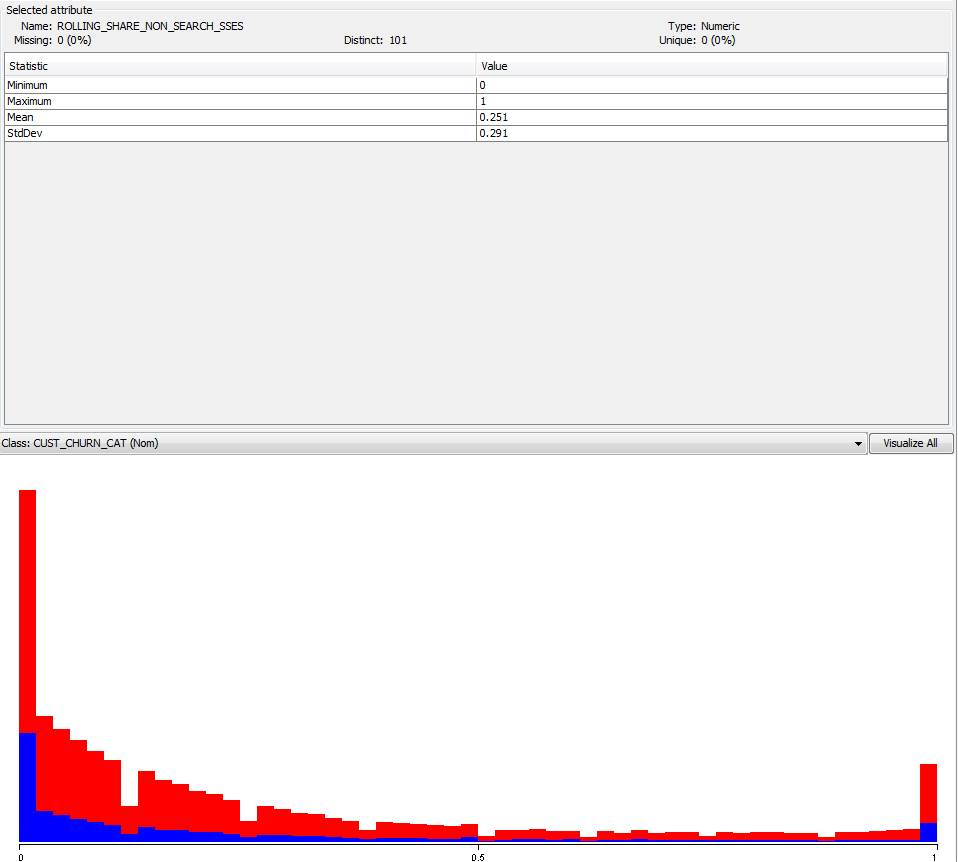 Selected attribute
Name: ROLLING_SHARE_NON_SEARCH_SSES Type: Numeric
Missing: 0 (0%) Distinct: 101 Unique: 0 (0%)
Statistic Value
Minimum 0
Maximum 1
Mean 0.251
StdDev 0.291
Class: CUST_CHURN_CAT (Nom) Visualize All
0 0.5 1